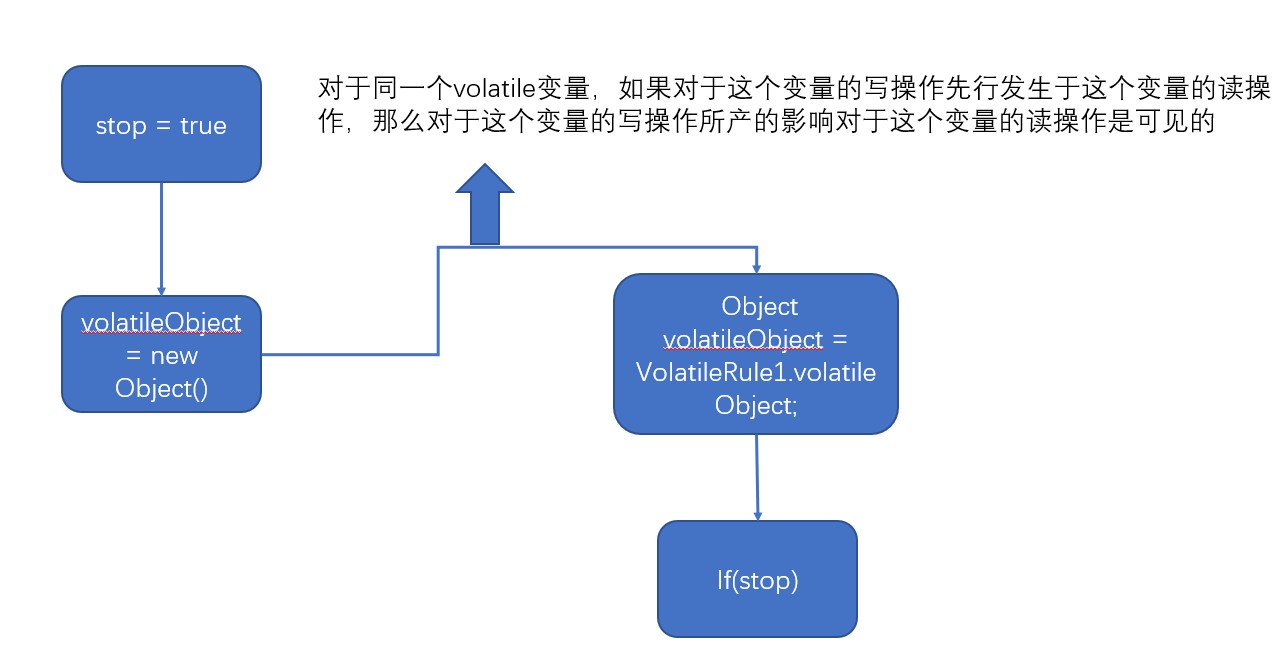 stop = true
对于同一个volatile变量，如果对于这个变量的写操作先行发生于这个变量的读操
作，那么对于这个变量的写操作所产的影响对于这个变量的读操作是可见的
volatileObject
= new
Object()
Object
volatileObject =
VolatileRule1.volatile
Object;
If(stop)